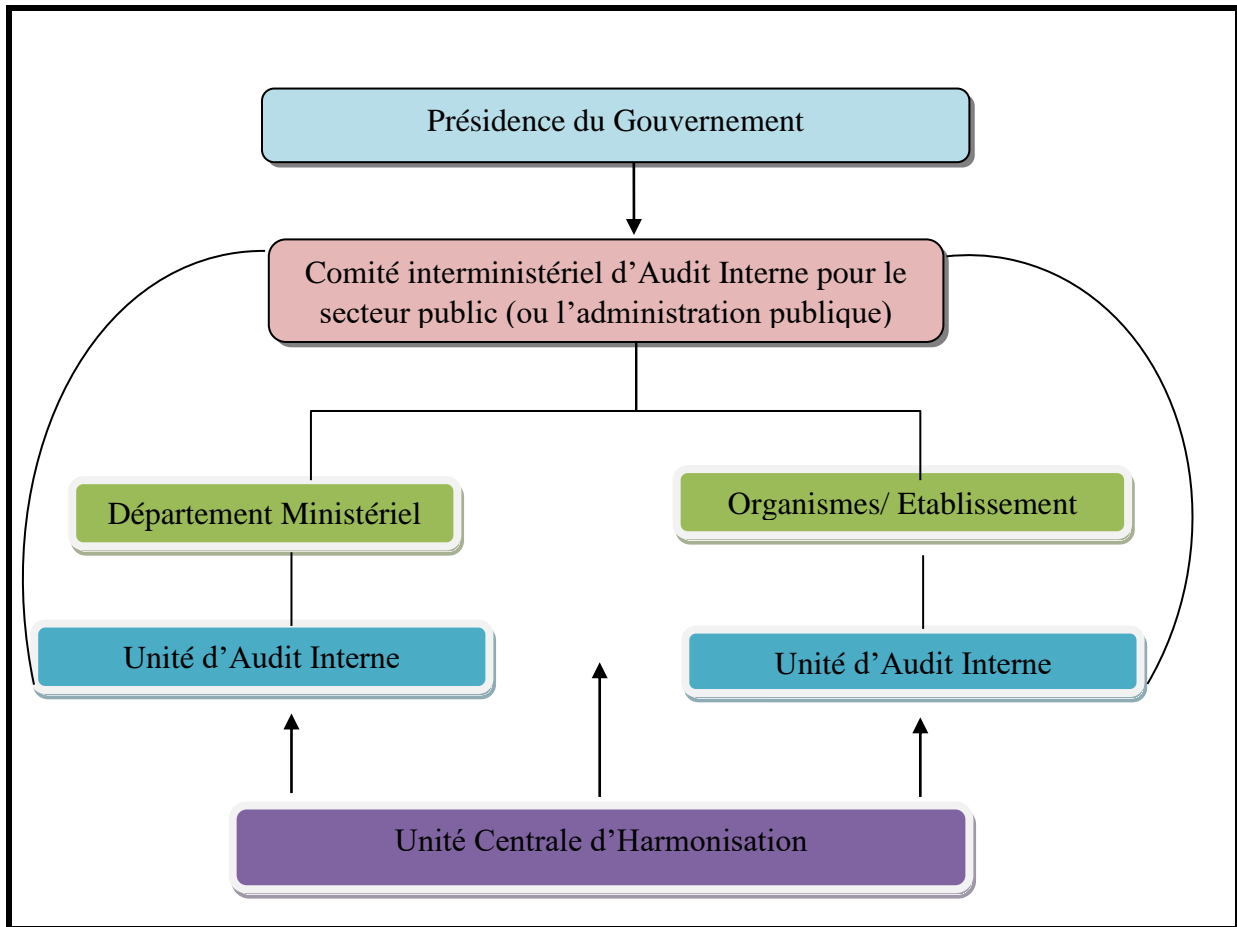 Présidence du Gouvernement
Comité interministériel d’Audit Interne pour le
secteur public (ou l’administration publique)
Département Ministériel
Organismes/ Etablissement
Unité d’Audit Interne
Unité d’Audit Interne
Unité Centrale d’Harmonisation